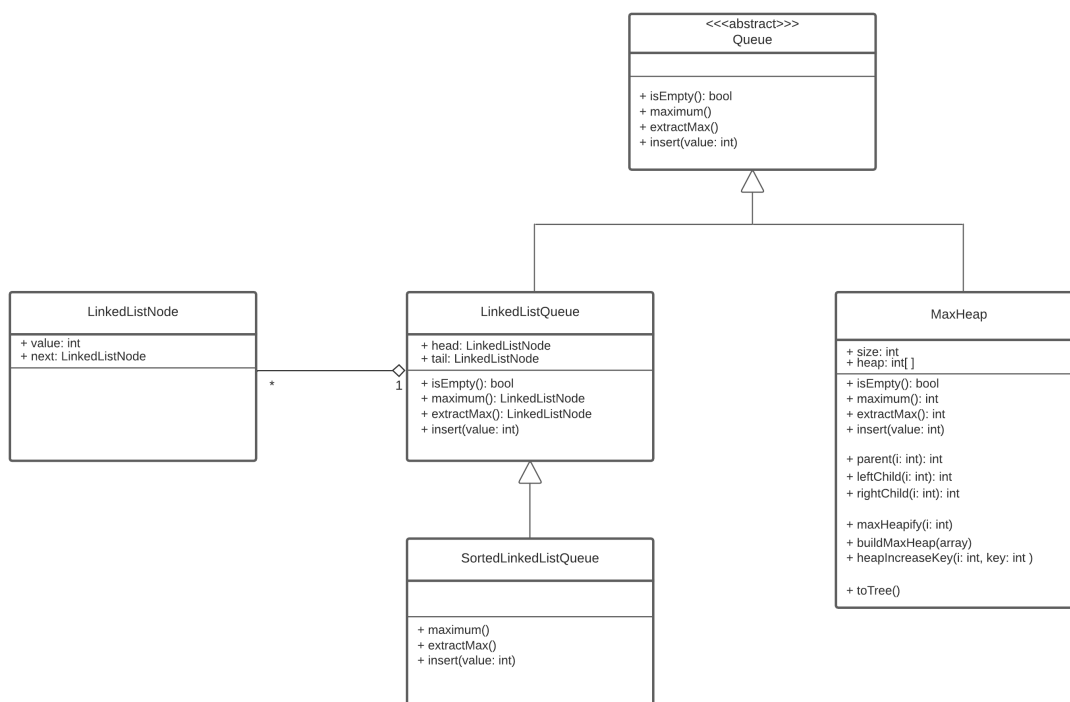 <<<abstract>>>
Queue
+ isEmpty(): bool
+ maximum()
+ extractMax()
+ insert(value: int)
LinkedListNode
+ value: int
+ next: LinkedListNode
*
1
LinkedListQueue
+ head: LinkedListNode
+ tail: LinkedListNode
+ isEmpty(): bool
+ maximum(): LinkedListNode
+ extractMax(): LinkedListNode
+ insert(value: int)
MaxHeap
+ size: int
+ heap: int[ ]
+ isEmpty(): bool
+ maximum(): int
+ extractMax(): int
+ insert(value: int)
+ parent(i: int): int
+ leftChild(i: int): int
+ rightChild(i: int): int
+ maxHeapify(i: int)
+ buildMaxHeap(array)
+ heapIncreaseKey(i: int, key: int )
+ toTree()
SortedLinkedListQueue
+ maximum()
+ extractMax()
+ insert(value: int)